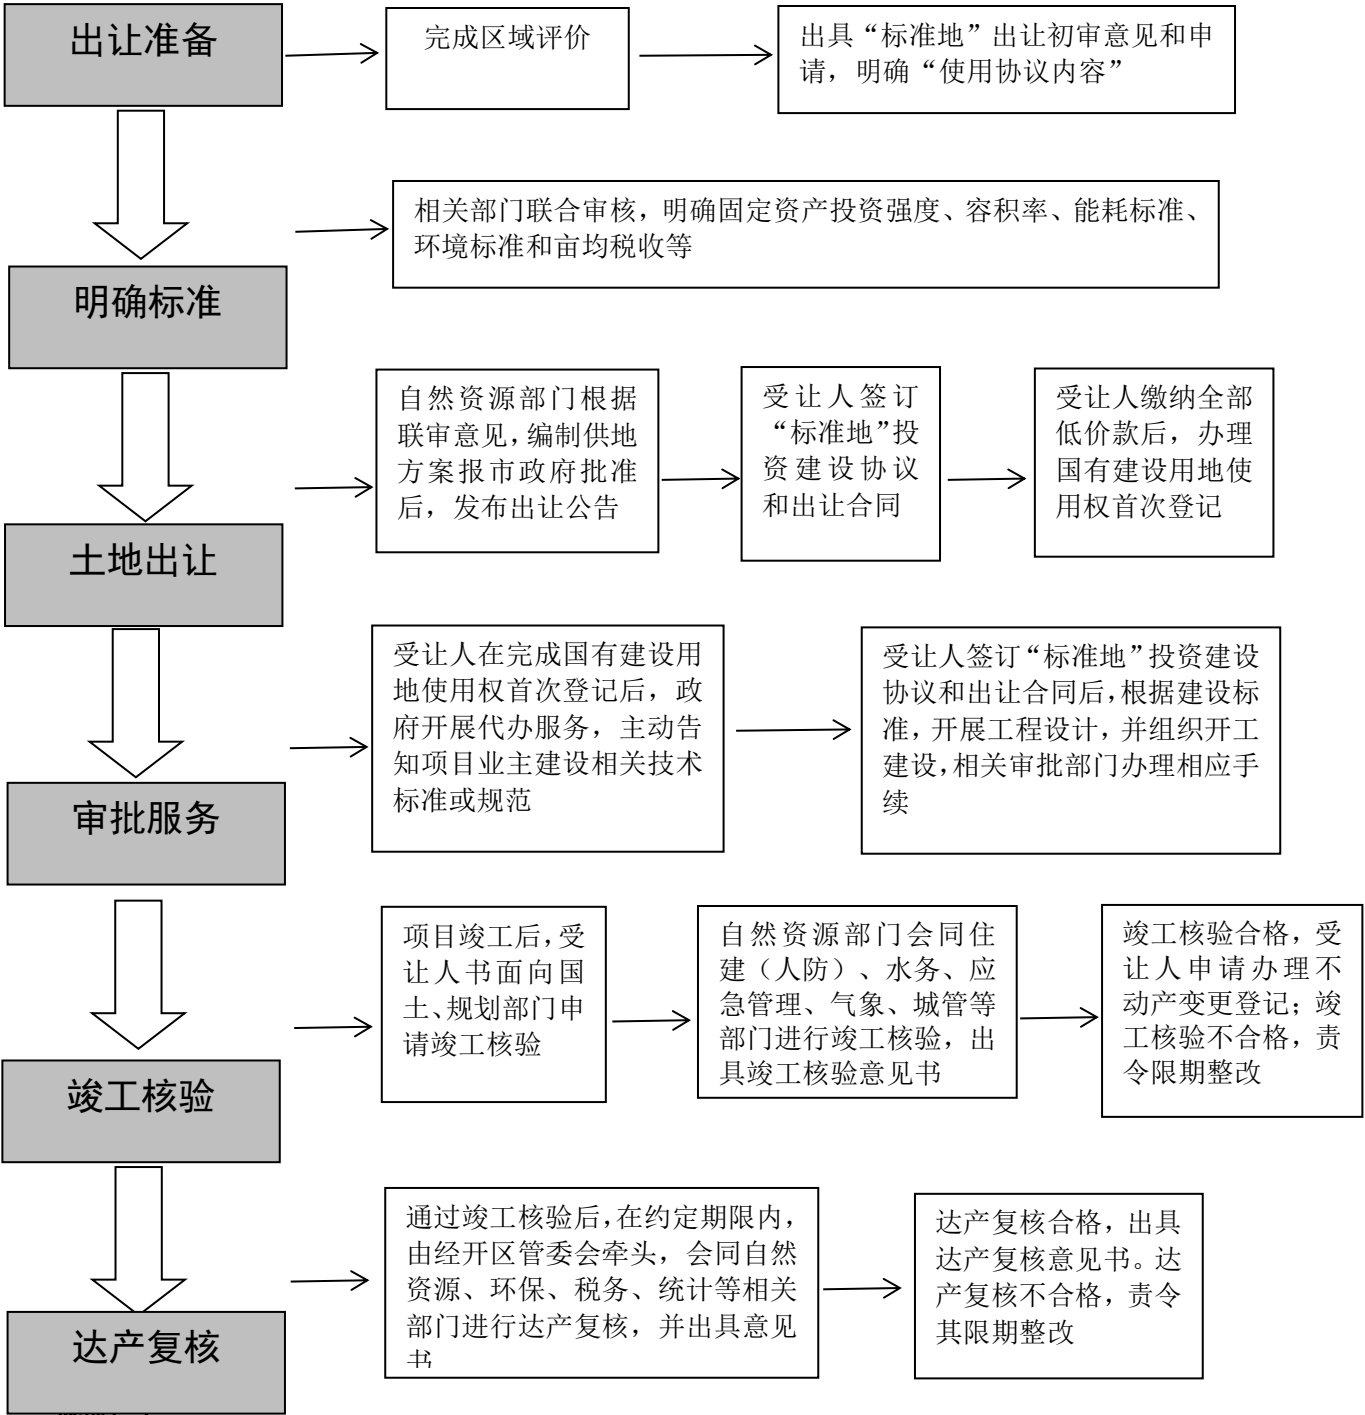 出让准备
完成区域评价
出具“标准地”出让初审意见和申
请，明确“使用协议内容”
相关部门联合审核，明确固定资产投资强度、容积率、能耗标准、
环境标准和亩均税收等
明确标准
自然资源部门根据
联审意见，编制供地
方案报市政府批准
后，发布出让公告
受让人签订
“标准地”投
资建设协议
和出让合同
受让人缴纳全部
低价款后，办理
国有建设用地使
用权首次登记
土地出让
受让人在完成国有建设用
地使用权首次登记后，政
府开展代办服务，主动告
知项目业主建设相关技术
标准或规范
受让人签订“标准地”投资建设
协议和出让合同后，根据建设标
准，开展工程设计，并组织开工
建设，相关审批部门办理相应手
续
审批服务
项目竣工后，受
让人书面向国
土、规划部门申
请竣工核验
自然资源部门会同住
建（人防）、水务、应
急管理、气象、城管等
部门进行竣工核验，出
具竣工核验意见书
竣工核验合格，受
让人申请办理不
动产变更登记；竣
工核验不合格，责
令限期整改
竣工核验
通过竣工核验后，在约定期限内，
由经开区管委会牵头，会同自然
资源、环保、税务、统计等相关
部门进行达产复核，并出具意见
书
达产复核合格，出具
达产复核意见书。达
产复核不合格，责令
其限期整改
达产复核